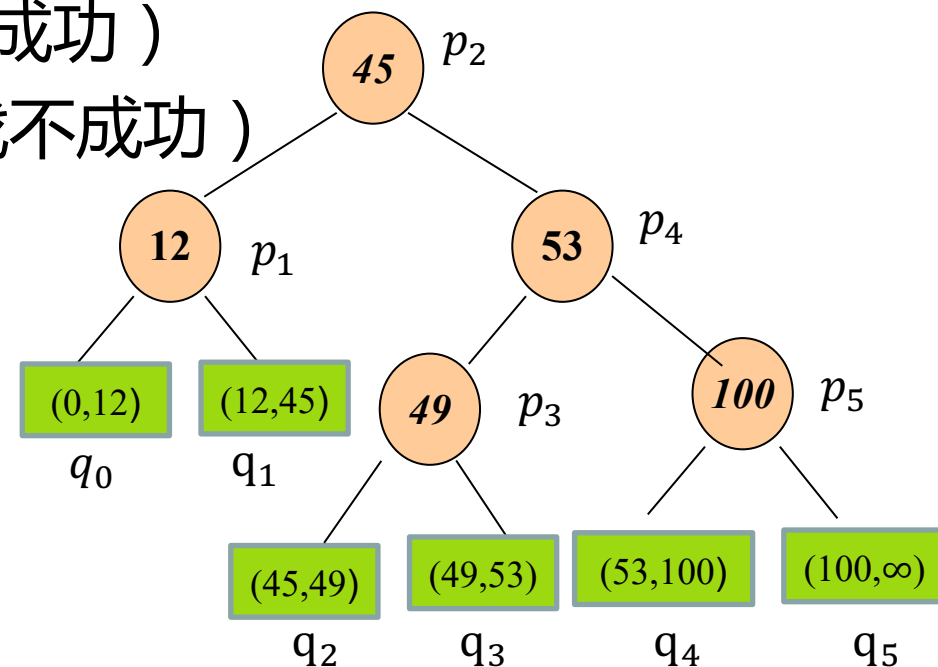 成功）
不成功）
45
p₂
12
p₁
53
p₄
(0,12)
(12,45)
49
p₃
100
p₅
q₀
q₁
(45,49)
(49,53)
(53,100)
(100,∞)
q₂
q₃
q₄
q₅